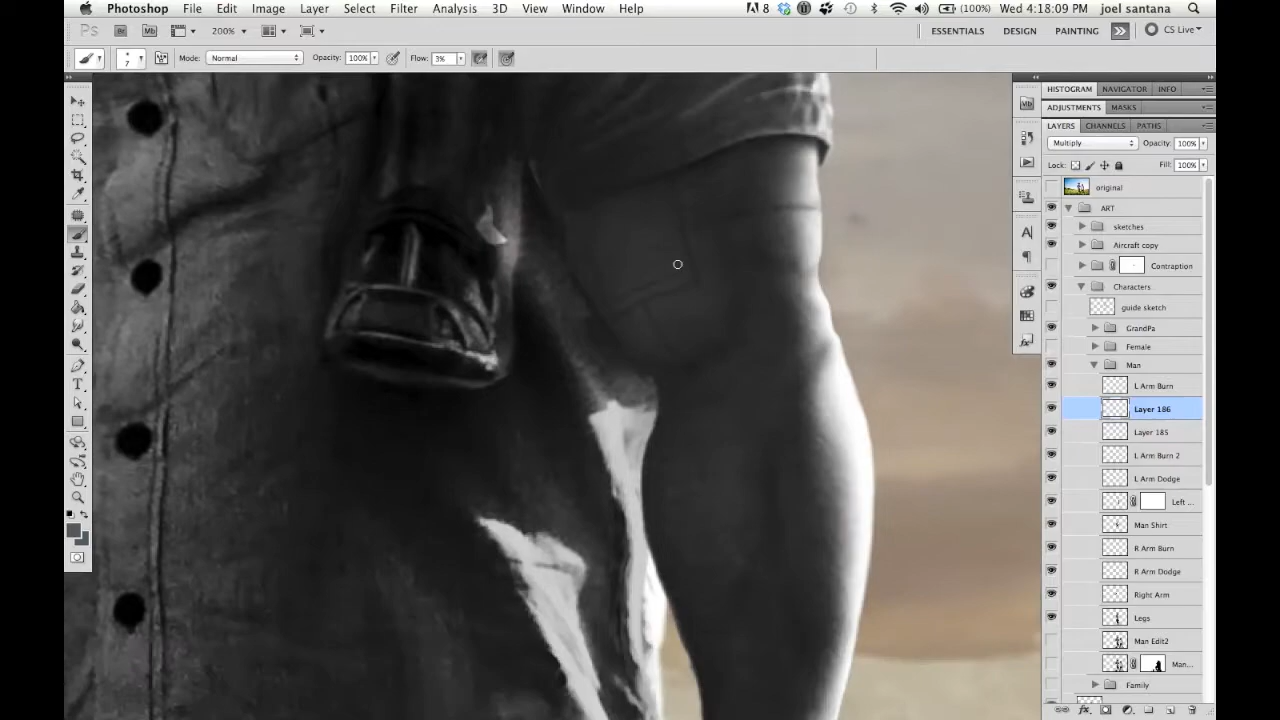 Photoshop File Edit Image Layer Select Filter Analysis 3D View Window Help 8 (100%) Wed 4:18:09 PM joel santana
Ps Br Mb 200% ESSENTIALS DESIGN PAINTING CS Live
7 Mode: Normal Opacity: 100% Flow: 3%
HISTOGRAM NAVIGATOR INFO
ADJUSTMENTS MASKS
LAYERS CHANNELS PATHS
Multiply Opacity: 100%
Lock: Fill: 100%
original
ART
sketches
Aircraft copy
Contraption
Characters
guide sketch
GrandPa
Female
Man
L Arm Burn
Layer 186
Layer 185
L Arm Burn 2
L Arm Dodge
Left ...
Man Shirt
R Arm Burn
R Arm Dodge
Right Arm
Legs
Man Edit2
Man...
Family